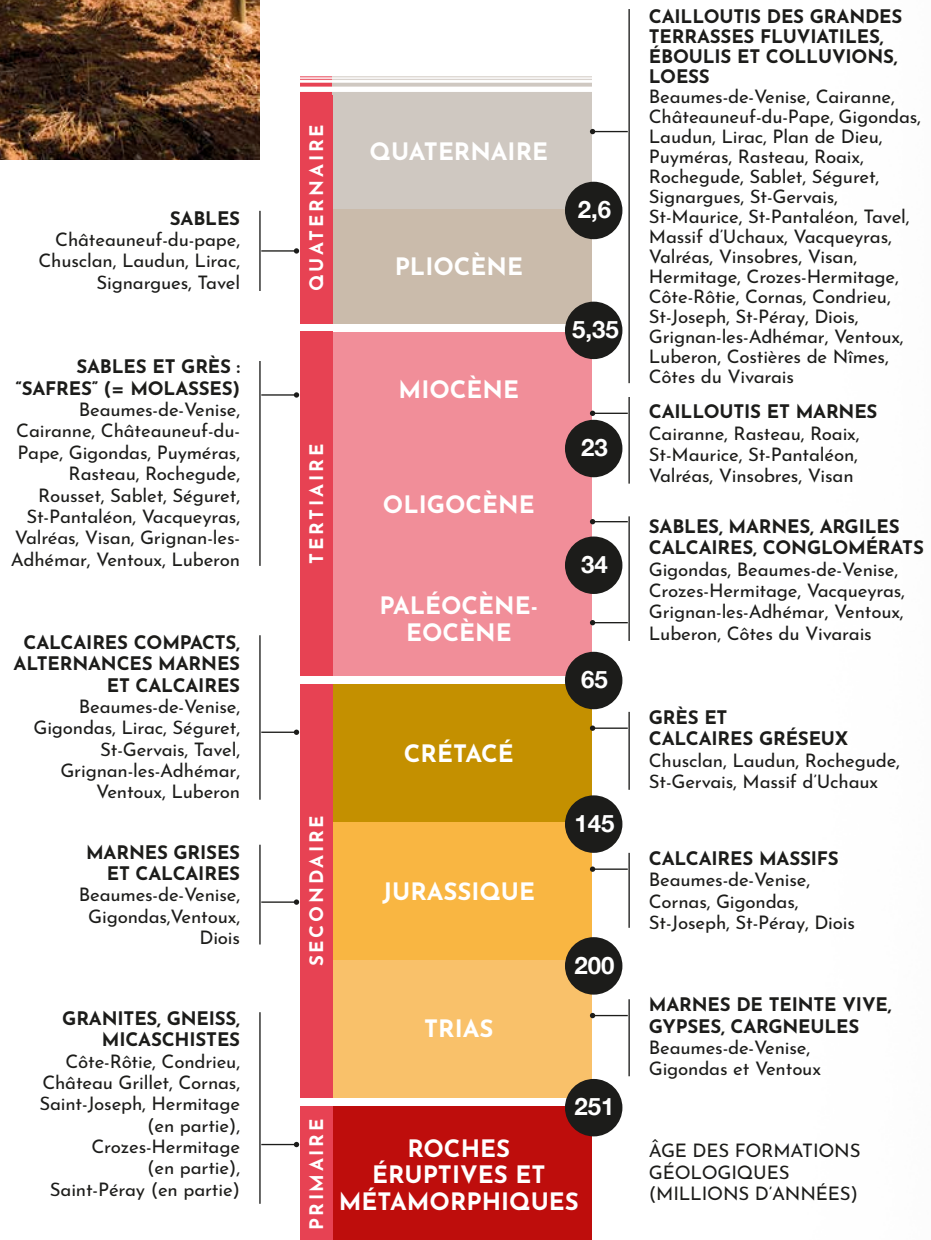 CAILLOUTIS DES GRANDES
TERRASSES FLUVIATILES,
ÉBOULIS ET COLLUVIONS,
LOESS
Beaumes-de-Venise, Cairanne,
Châteauneuf-du-Pape, Gigondas,
Laudun, Lirac, Plan de Dieu,
Puyméras, Rasteau, Roaix,
Rochegude, Sablet, Séguret,
Signargues, St-Gervais,
St-Maurice, St-Pantaléon, Tavel,
Massif d'Uchaux, Vacqueyras,
Valréas, Vinsobres, Visan,
Hermitage, Crozes-Hermitage,
Côte-Rôtie, Cornas, Condrieu,
St-Joseph, St-Péray, Diois,
Grignan-les-Adhémar, Ventoux,
Luberon, Costières de Nîmes,
Côtes du Vivarais
QUATERNAIRE
QUATERNAIRE
2,6
SABLES
Châteauneuf-du-pape,
Chusclan, Laudun, Lirac,
Signargues, Tavel
PLIOCÈNE
5,35
SABLES ET GRÈS :
"SAFRES" (= MOLASSES)
Beaumes-de-Venise,
Cairanne, Châteauneuf-du-
Pape, Gigondas, Puyméras,
Rasteau, Rochegude,
Rousset, Sablet, Séguret,
St-Pantaléon, Vacqueyras,
Valréas, Visan, Grignan-les-
Adhémar, Ventoux, Luberon
TERTIAIRE
MIOCÈNE
CAILLOUTIS ET MARNES
Cairanne, Rasteau, Roaix,
St-Maurice, St-Pantaléon,
Valréas, Vinsobres, Visan
23
OLIGOCÈNE
34
SABLES, MARNES, ARGILES
CALCAIRES, CONGLOMÉRATS
Gigondas, Beaumes-de-Venise,
Crozes-Hermitage, Vacqueyras,
Grignan-les-Adhémar, Ventoux,
Luberon, Côtes du Vivarais
PALÉOCÈNE-
EOCÈNE
65
CALCAIRES COMPACTS,
ALTERNANCES MARNES
ET CALCAIRES
Beaumes-de-Venise,
Gigondas, Lirac, Séguret,
St-Gervais, Tavel,
Grignan-les-Adhémar,
Ventoux, Luberon
SECONDAIRE
CRÉTACÉ
GRÈS ET
CALCAIRES GRÉSEUX
Chusclan, Laudun, Rochegude,
St-Gervais, Massif d'Uchaux
145
MARNES GRISES
ET CALCAIRES
Beaumes-de-Venise,
Gigondas,Ventoux,
Diois
JURASSIQUE
CALCAIRES MASSIFS
Beaumes-de-Venise,
Cornas, Gigondas,
St-Joseph, St-Péray, Diois
200
TRIAS
MARNES DE TEINTE VIVE,
GYPSES, CARGNEULES
Beaumes-de-Venise,
Gigondas et Ventoux
251
GRANITES, GNEISS,
MICASCHISTES
Côte-Rôtie, Condrieu,
Château Grillet, Cornas,
Saint-Joseph, Hermitage
(en partie),
Crozes-Hermitage
(en partie),
Saint-Péray (en partie)
PRIMAIRE
ROCHES
ÉRUPTIVES ET
MÉTAMORPHIQUES
ÂGE DES FORMATIONS
GÉOLOGIQUES
(MILLIONS D'ANNÉES)